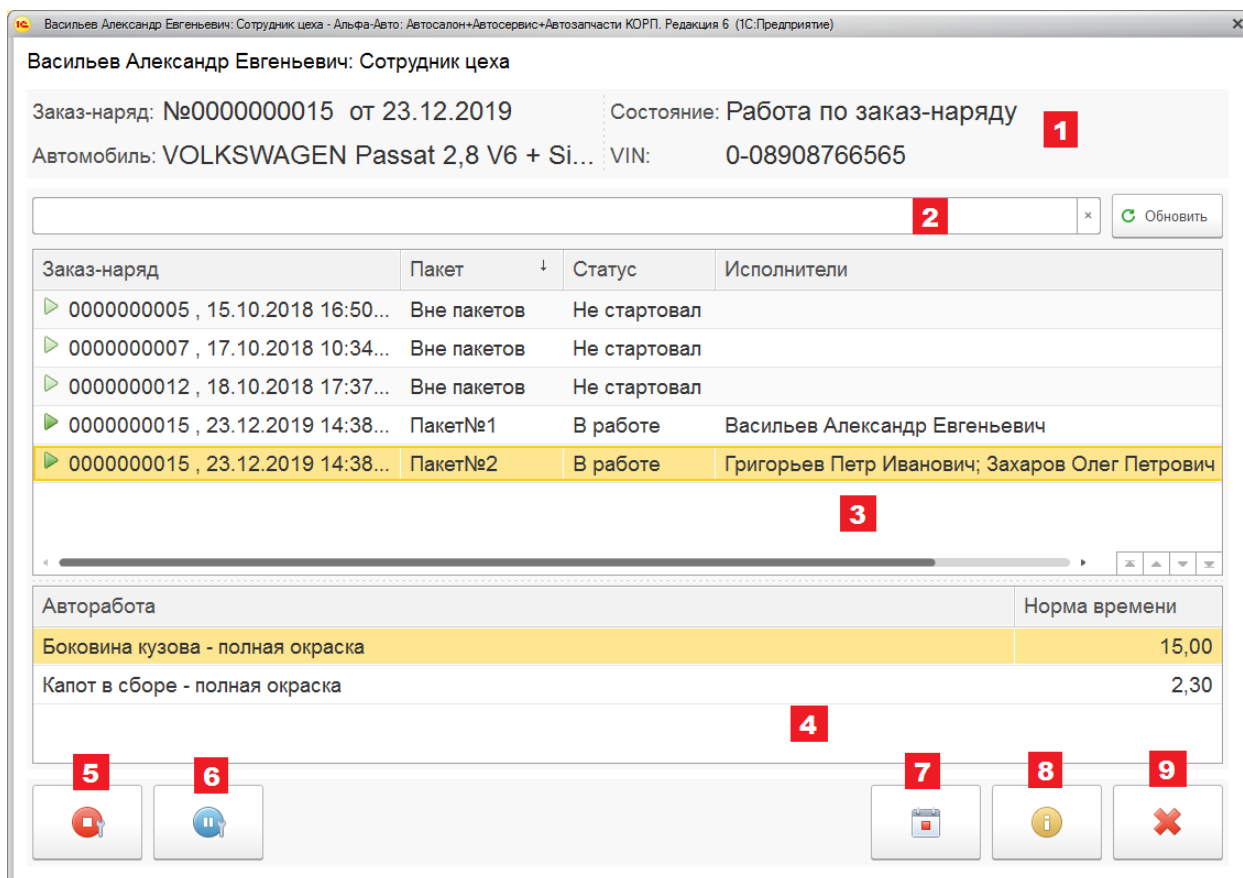 Васильев Александр Евгеньевич: Сотрудник цеха - Альфа-Авто: Автосалон+Автосервис+Автозапчасти КОРП. Редакция 6 (1С:Предприятие)
Васильев Александр Евгеньевич: Сотрудник цеха
Заказ-наряд: №0000000015 от 23.12.2019 Состояние: Работа по заказ-наряду 1
Автомобиль: VOLKSWAGEN Passat 2,8 V6 + Si... VIN: 0-08908766565
2 Обновить
Заказ-наряд Пакет Статус Исполнители
0000000005 , 15.10.2018 16:50... Вне пакетов Не стартовал
0000000007 , 17.10.2018 10:34... Вне пакетов Не стартовал
0000000012 , 18.10.2018 17:37... Вне пакетов Не стартовал
0000000015 , 23.12.2019 14:38... Пакет№1 В работе Васильев Александр Евгеньевич
0000000015 , 23.12.2019 14:38... Пакет№2 В работе Григорьев Петр Иванович; Захаров Олег Петрович
3
Авторабота Норма времени
Боковина кузова - полная окраска 15,00
Капот в сборе - полная окраска 2,30
4
5 6 7 8 9